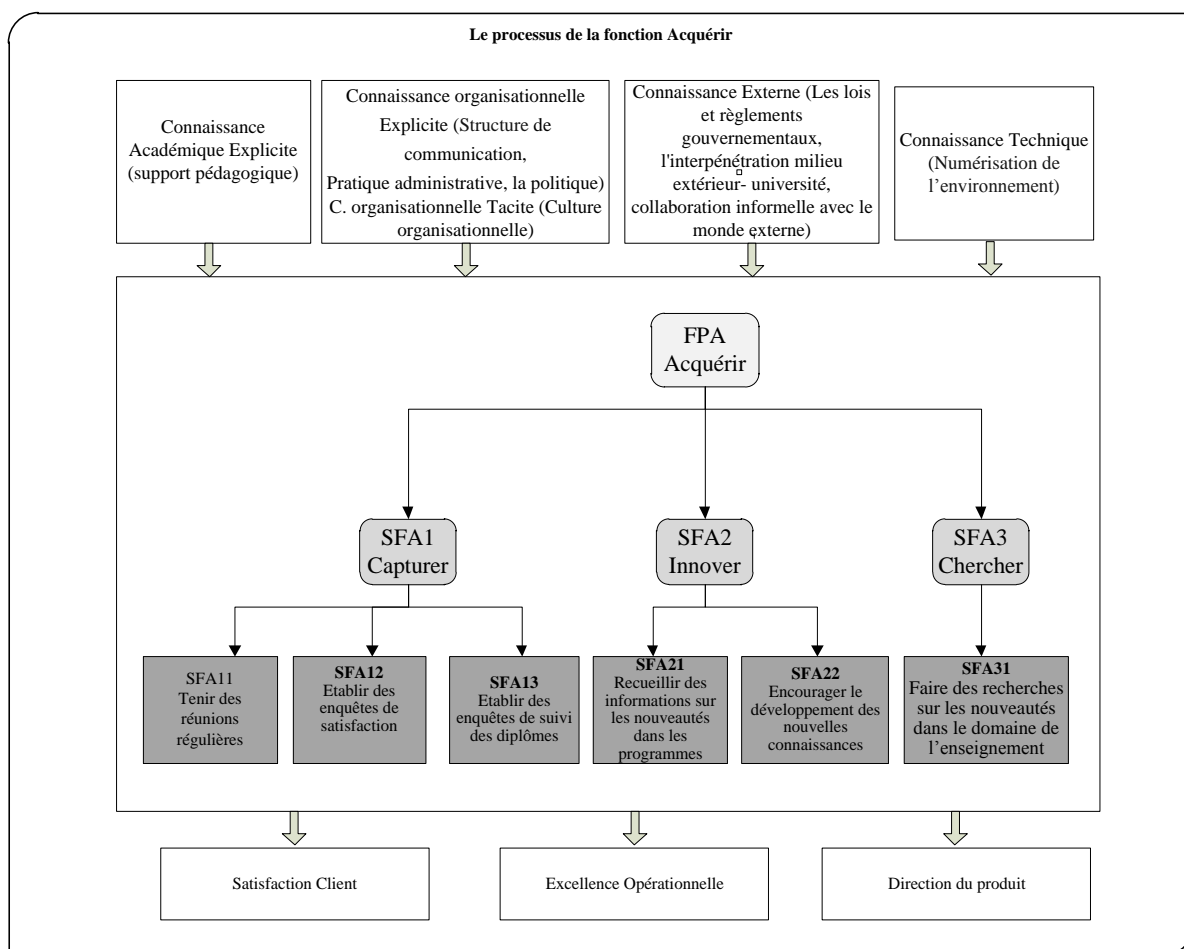 Le processus de la fonction Acquérir
Connaissance
Académique Explicite
(support pédagogique)
Connaissance organisationnelle
Explicite (Structure de
communication,
Pratique administrative, la politique)
C. organisationnelle Tacite (Culture
organisationnelle)
Connaissance Externe (Les lois
et règlements
gouvernementaux,
l'interpénétration milieu
extérieur- université,
collaboration informelle avec le
monde externe)
Connaissance Technique
(Numérisation de
l’environnement)
FPA
Acquérir
SFA1
Capturer
SFA2
Innover
SFA3
Chercher
SFA11
Tenir des
réunions
régulières
SFA12
Etablir des
enquêtes de
satisfaction
SFA13
Etablir des
enquêtes de suivi
des diplômes
SFA21
Recueillir des
informations sur
les nouveautés
dans les
programmes
SFA22
Encourager le
développement des
nouvelles
connaissances
SFA31
Faire des recherches
sur les nouveautés
dans le domaine de
l’enseignement
Satisfaction Client
Excellence Opérationnelle
Direction du produit